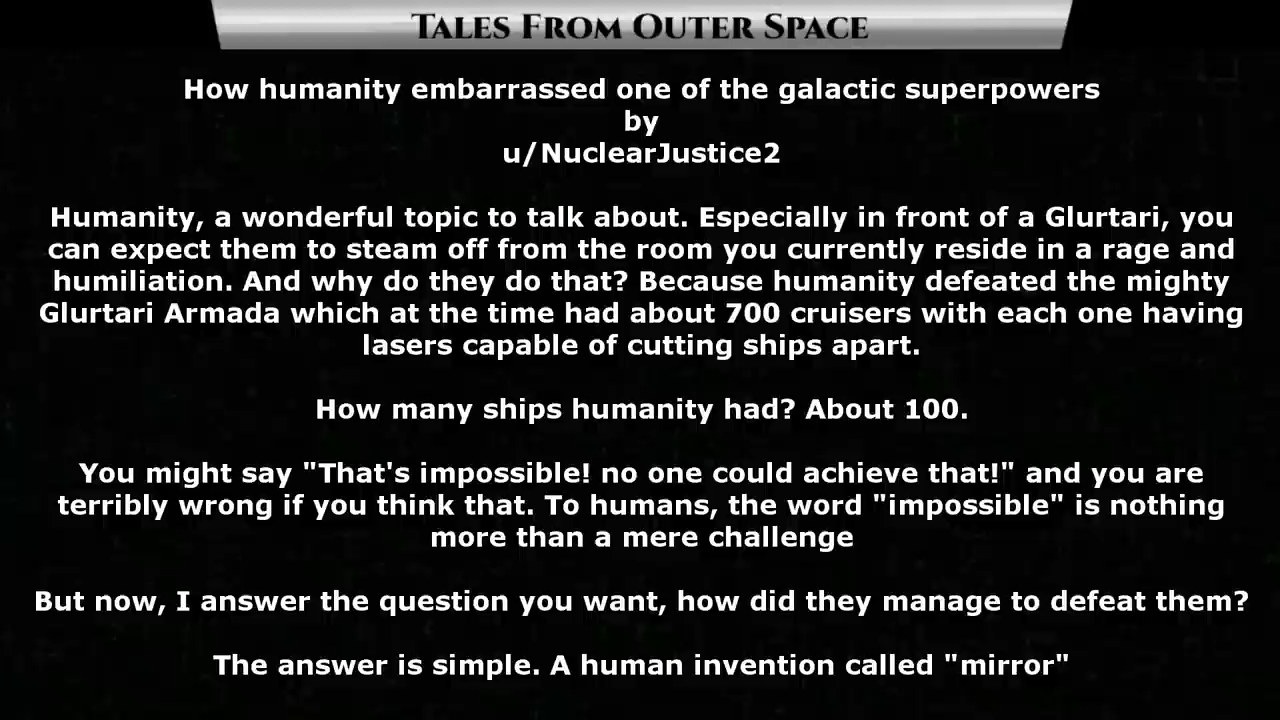 Tales From Outer Space
How humanity embarrassed one of the galactic superpowers
by
u/NuclearJustice2
Humanity, a wonderful topic to talk about. Especially in front of a Glurtari, you
can expect them to steam off from the room you currently reside in a rage and
humiliation. And why do they do that? Because humanity defeated the mighty
Glurtari Armada which at the time had about 700 cruisers with each one having
lasers capable of cutting ships apart.
How many ships humanity had? About 100.
You might say "That's impossible! no one could achieve that!" and you are
terribly wrong if you think that. To humans, the word "impossible" is nothing
more than a mere challenge
But now, I answer the question you want, how did they manage to defeat them?
The answer is simple. A human invention called "mirror"